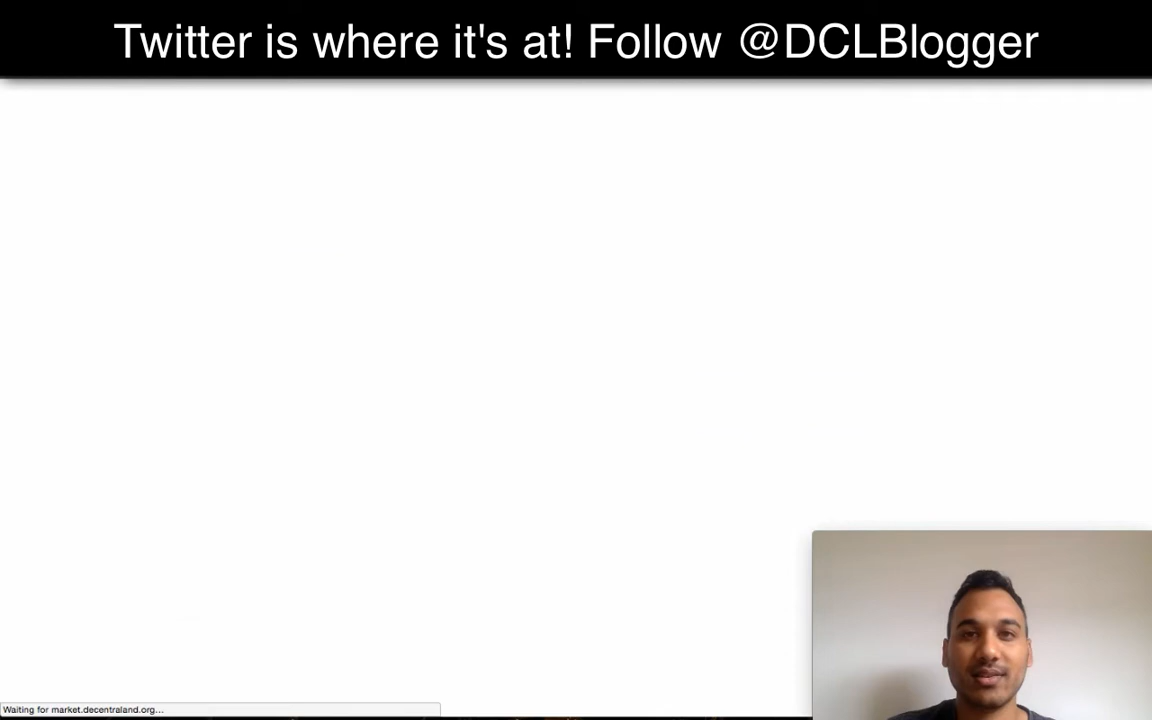 Twitter is where it's at! Follow @DCLBlogger
Waiting for market.decentraland.org...